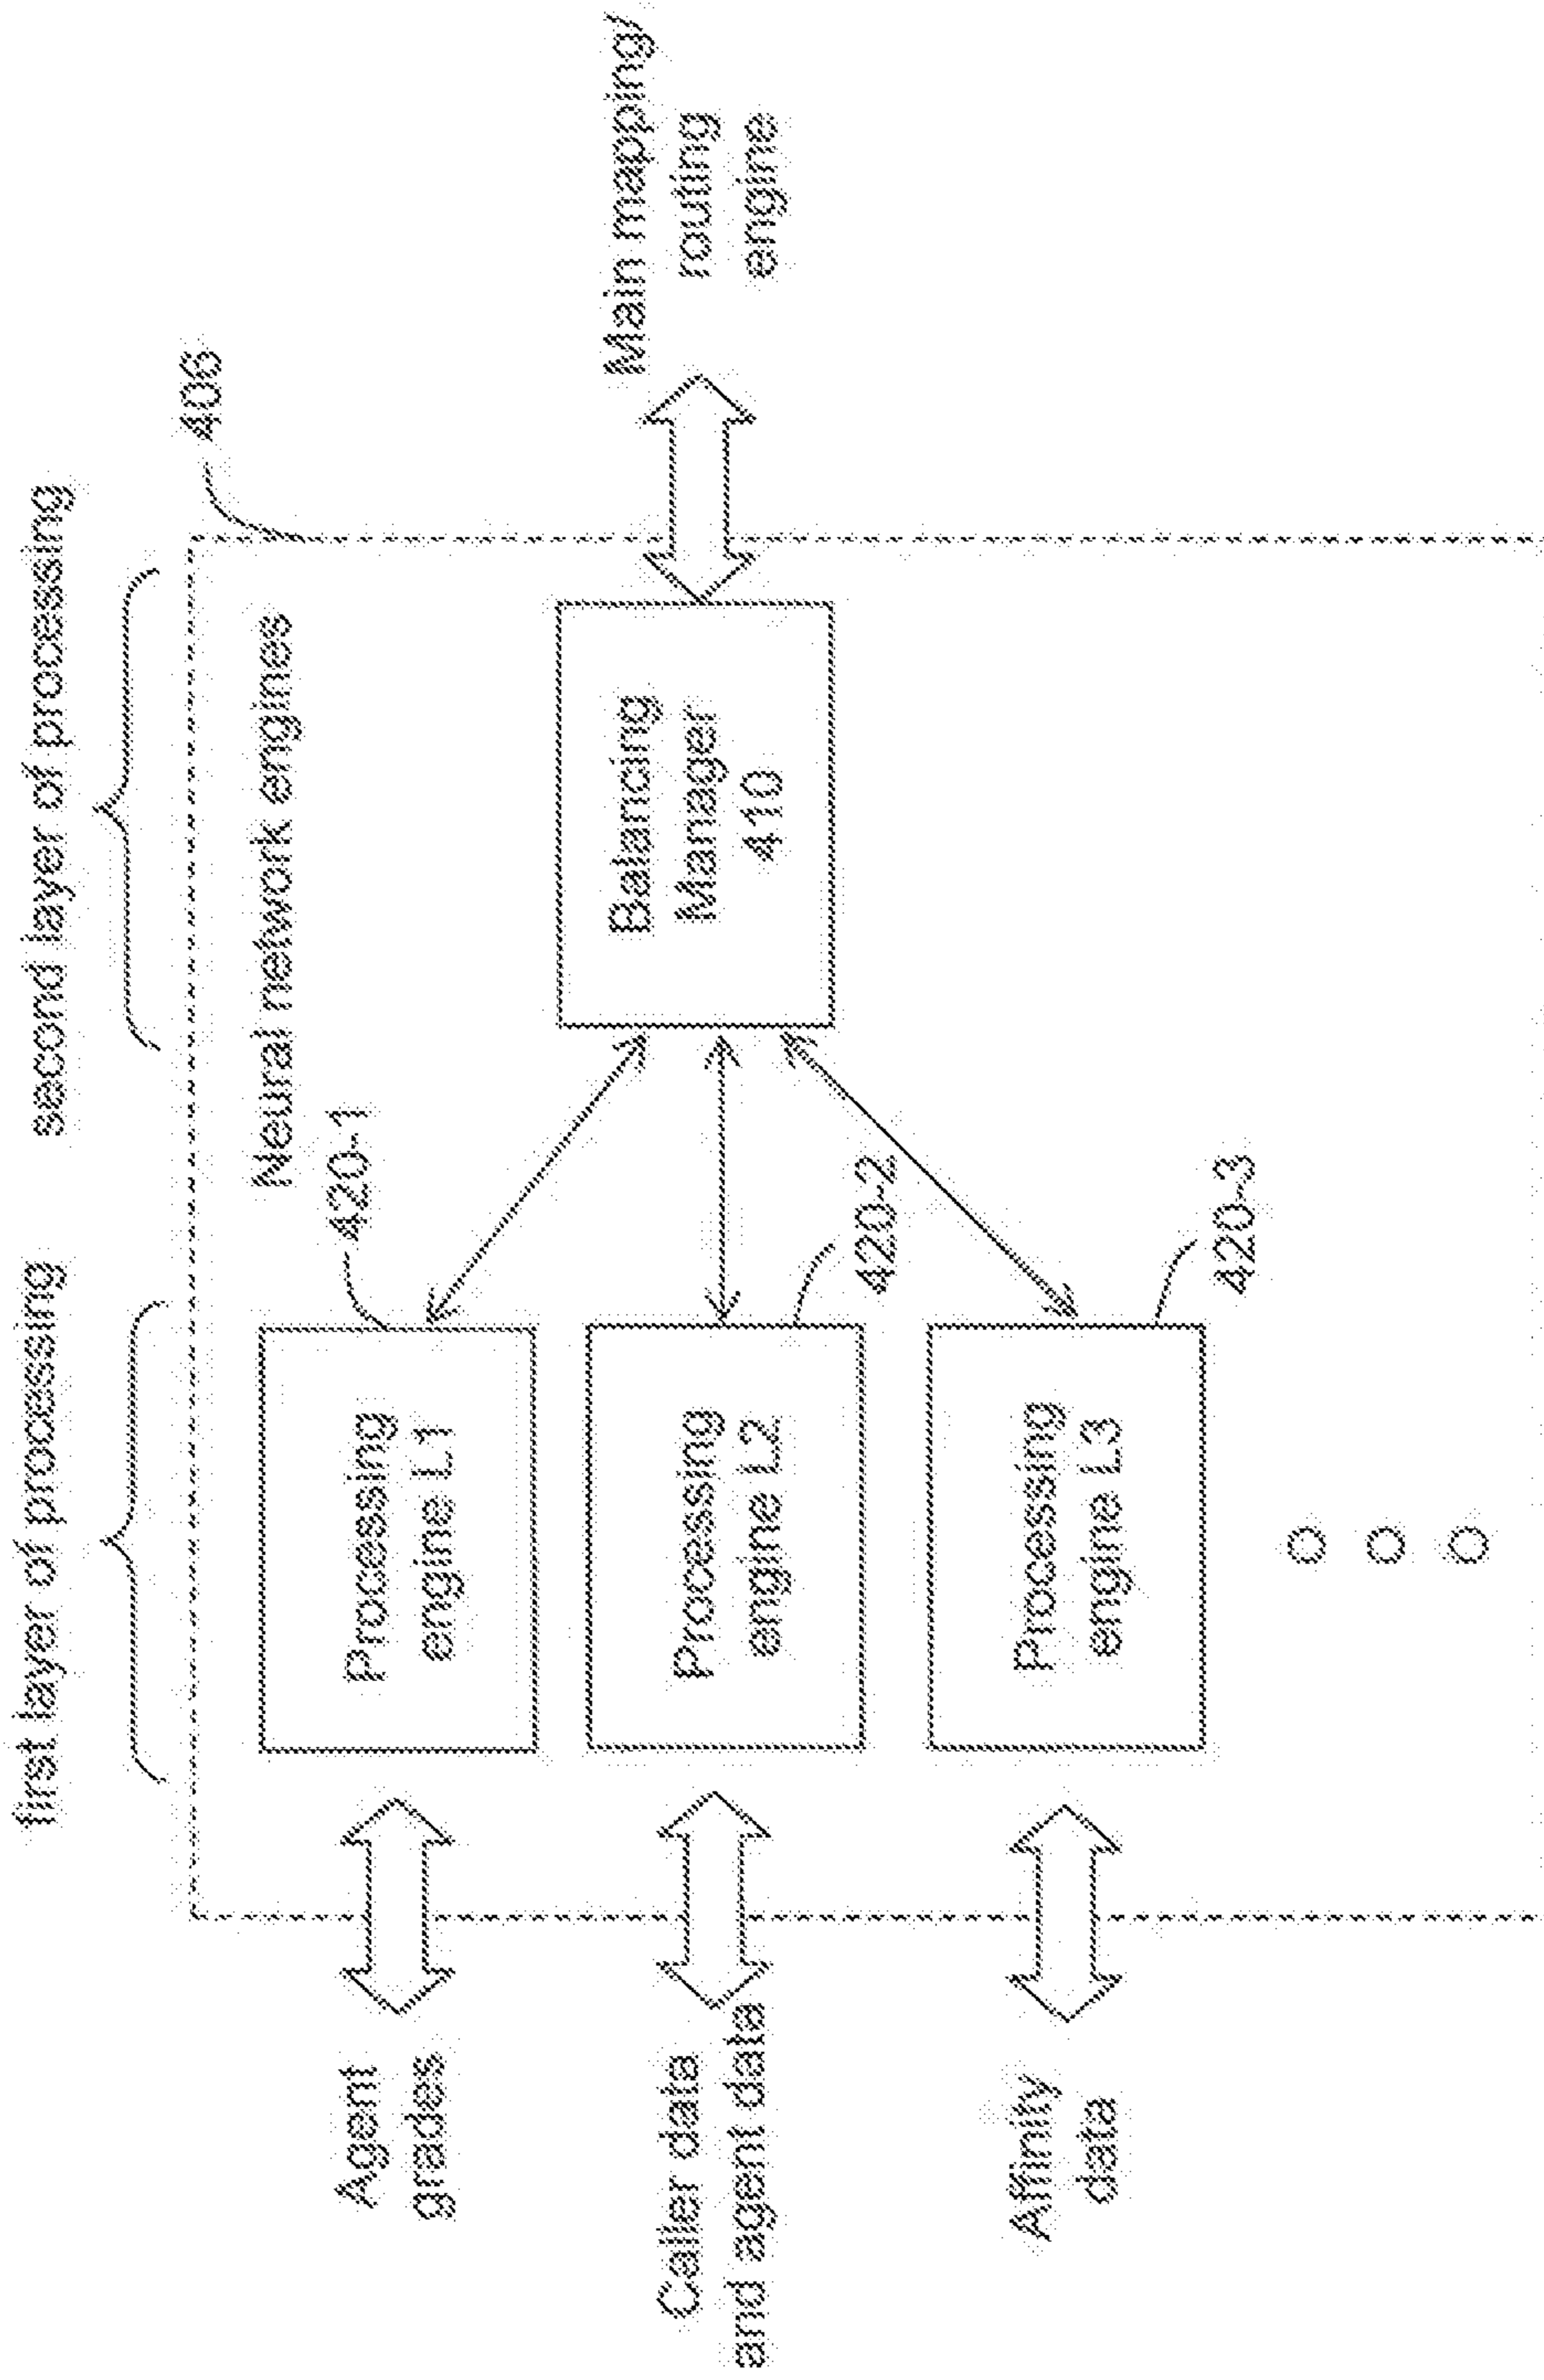 first layer of processing
second layer of processing
406
Neural network engines
Agent
grades
Processing
engine L1
420-1
Caller data
and agent data
Processing
engine L2
420-2
Balancing
Manager
410
Main mapping/
routing
engine
Affinity
data
Processing
engine L3
420-3